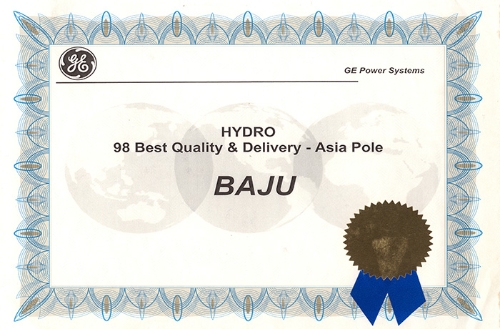 GE
GE Power Systems
HYDRO
98 Best Quality & Delivery - Asia Pole
BAJU